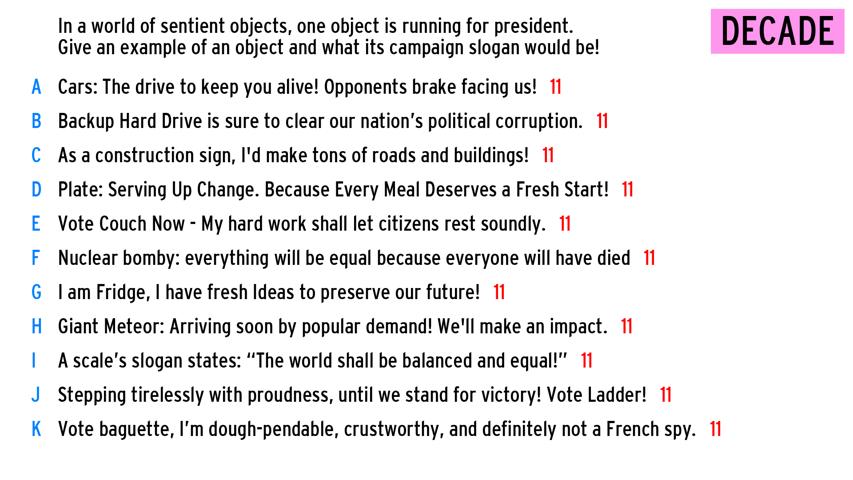 In a world of sentient objects, one object is running for president.
Give an example of an object and what its campaign slogan would be!
DECADE
A Cars: The drive to keep you alive! Opponents brake facing us! 11
B Backup Hard Drive is sure to clear our nation's political corruption. 11
C As a construction sign, I'd make tons of roads and buildings! 11
D Plate: Serving Up Change. Because Every Meal Deserves a Fresh Start! 11
E Vote Couch Now - My hard work shall let citizens rest soundly. 11
F Nuclear bomby: everything will be equal because everyone will have died 11
G I am Fridge, I have fresh Ideas to preserve our future! 11
H Giant Meteor: Arriving soon by popular demand! We'll make an impact. 11
I A scale's slogan states: “The world shall be balanced and equal!” 11
J Stepping tirelessly with proudness, until we stand for victory! Vote Ladder! 11
K Vote baguette, I'm dough-pendable, crustworthy, and definitely not a French spy. 11